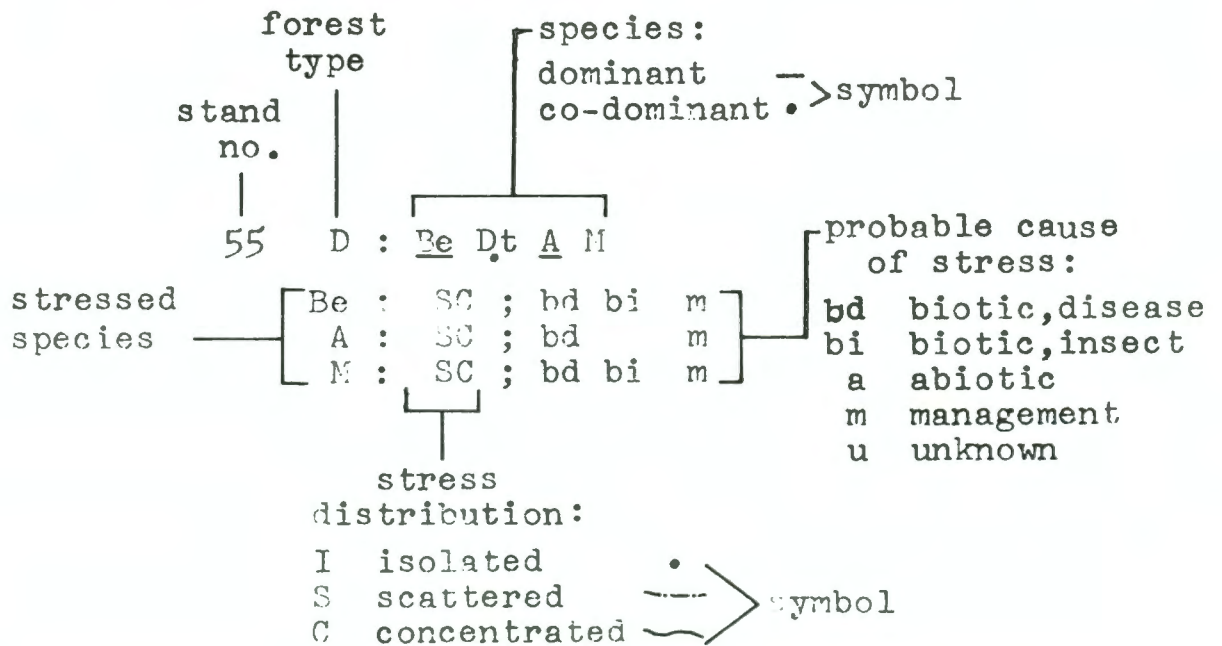 forest
type
species:
dominant —
co-dominant •
>symbol
stand
no.
55 D : Be Dt A M
probable cause
of stress:
bd biotic,disease
bi biotic,insect
a abiotic
m management
u unknown
stressed
species
Be : SC ; bd bi m
A : SC ; bd m
M : SC ; bd bi m
stress
distribution:
I isolated •
S scattered
C concentrated
symbol